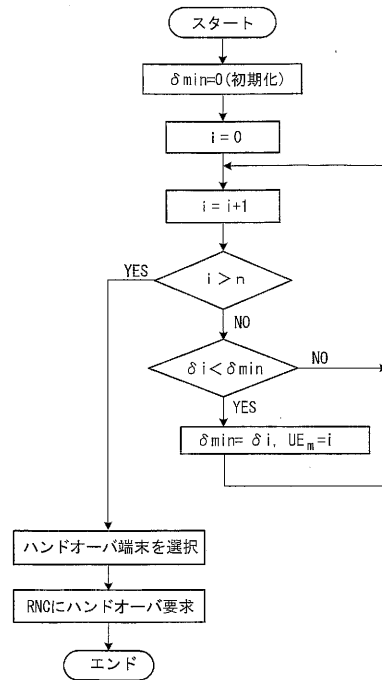 スタート
δmin=0(初期化)
i = 0
i = i+1
i > n
YES
NO
δi<δmin
NO
YES
δmin= δi, UEm=i
ハンドオーバ端末を選択
RNCにハンドオーバ要求
エンド